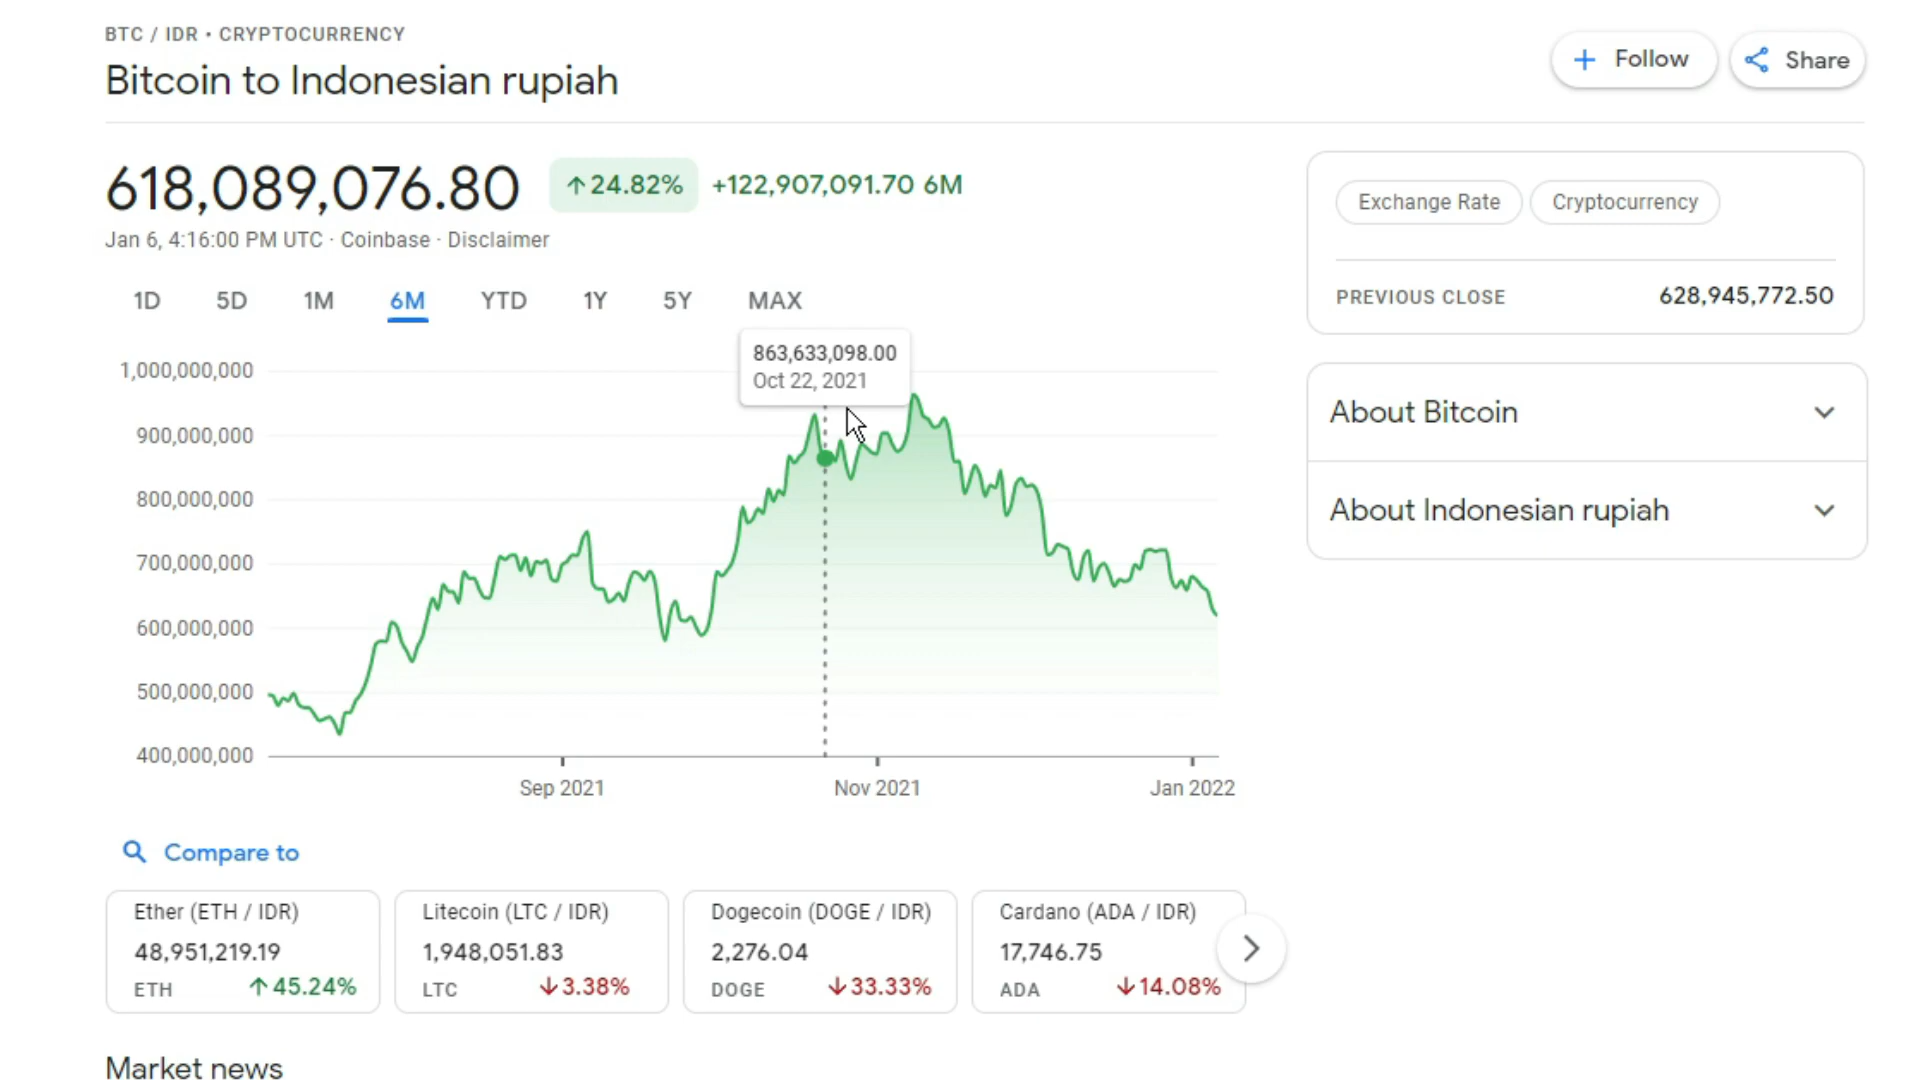 BTC / IDR • CRYPTOCURRENCY
Bitcoin to Indonesian rupiah
Follow
Share
618,089,076.80
↑24.82%
+122,907,091.70 6M
Jan 6, 4:16:00 PM UTC · Coinbase · Disclaimer
1D 5D 1M 6M YTD 1Y 5Y MAX
863,633,098.00
Oct 22, 2021
1,000,000,000
900,000,000
800,000,000
700,000,000
600,000,000
500,000,000
400,000,000
Sep 2021 Nov 2021 Jan 2022
Exchange Rate Cryptocurrency
PREVIOUS CLOSE 628,945,772.50
About Bitcoin
About Indonesian rupiah
Compare to
Ether (ETH / IDR)
48,951,219.19
ETH ↑45.24%
Litecoin (LTC / IDR)
1,948,051.83
LTC ↓3.38%
Dogecoin (DOGE / IDR)
2,276.04
DOGE ↓33.33%
Cardano (ADA / IDR)
17,746.75
ADA ↓14.08%
Market news